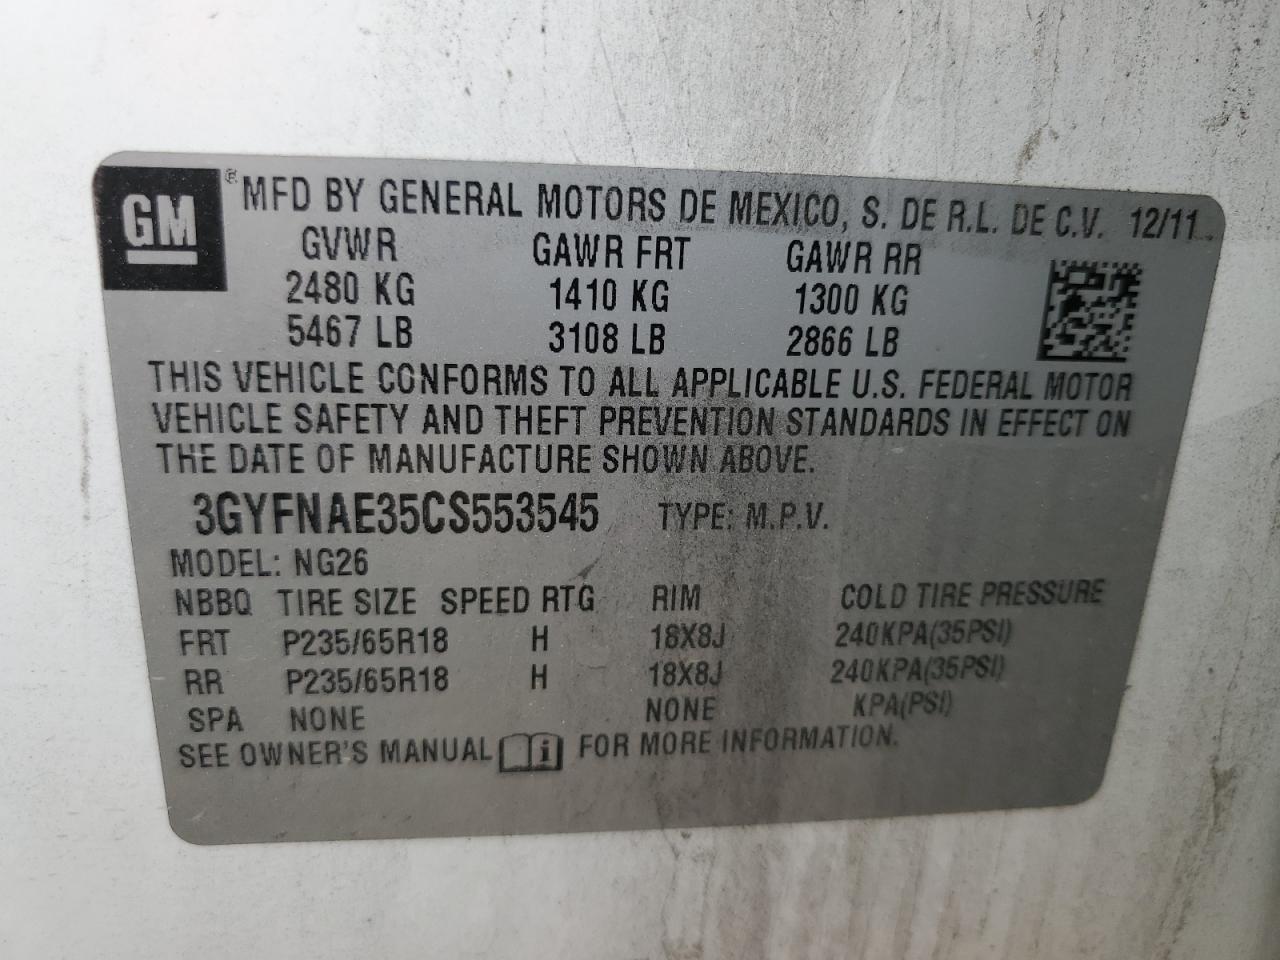 GM ® MFD BY GENERAL MOTORS DE MEXICO, S. DE R.L. DE C.V. 12/11
GVWR GAWR FRT GAWR RR
2480 KG 1410 KG 1300 KG
5467 LB 3108 LB 2866 LB
THIS VEHICLE CONFORMS TO ALL APPLICABLE U.S. FEDERAL MOTOR
VEHICLE SAFETY AND THEFT PREVENTION STANDARDS IN EFFECT ON
THE DATE OF MANUFACTURE SHOWN ABOVE.
3GYFNAE35CS553545 TYPE: M.P.V.
MODEL: NG26
NBBQ TIRE SIZE SPEED RTG RIM COLD TIRE PRESSURE
FRT P235/65R18 H 18X8J 240KPA(35PSI)
RR P235/65R18 H 18X8J 240KPA(35PSI)
SPA NONE NONE KPA(PSI)
SEE OWNER'S MANUAL i FOR MORE INFORMATION.